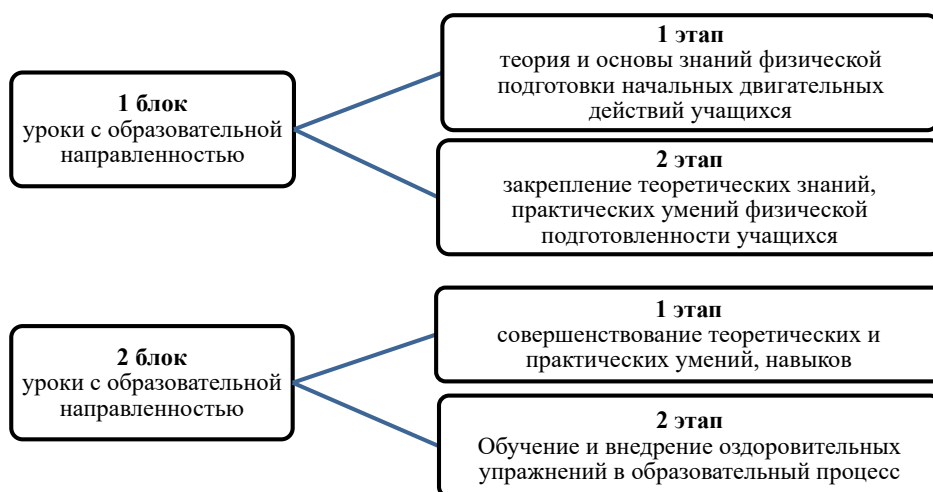 1 блок
уроки с образовательной
направленностью
1 этап
теория и основы знаний физической
подготовки начальных двигательных
действий учащихся
2 этап
закрепление теоретических знаний,
практических умений физической
подготовленности учащихся
2 блок
уроки с образовательной
направленностью
1 этап
совершенствование теоретических и
практических умений, навыков
2 этап
Обучение и внедрение оздоровительных
упражнений в образовательный процесс